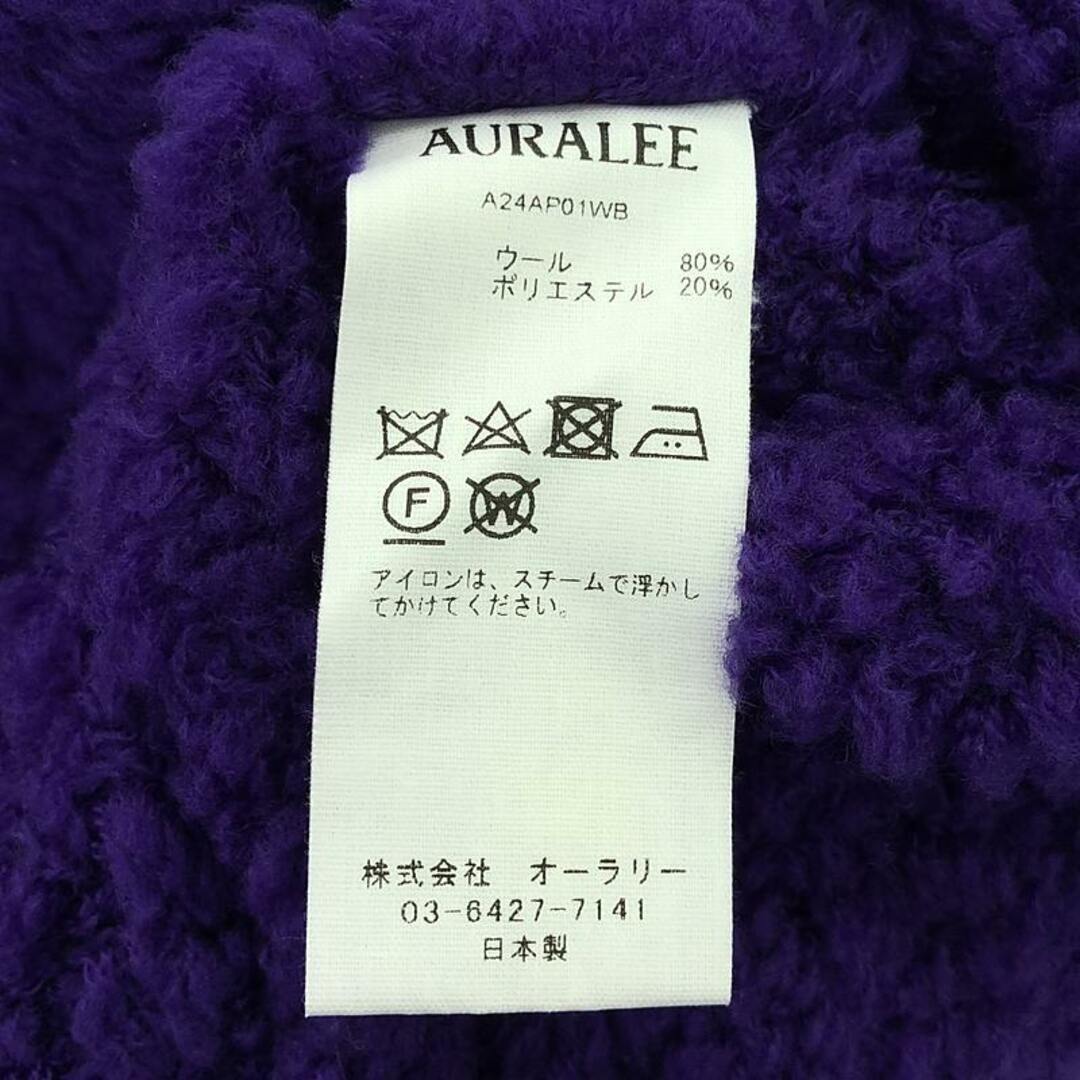 AURALEE
A24AP01WB
ウール 80%
ポリエステル 20%
F W
アイロンは、スチームで浮かし
てかけてください。
株式会社 オーラリー
03-6427-7141
日本製